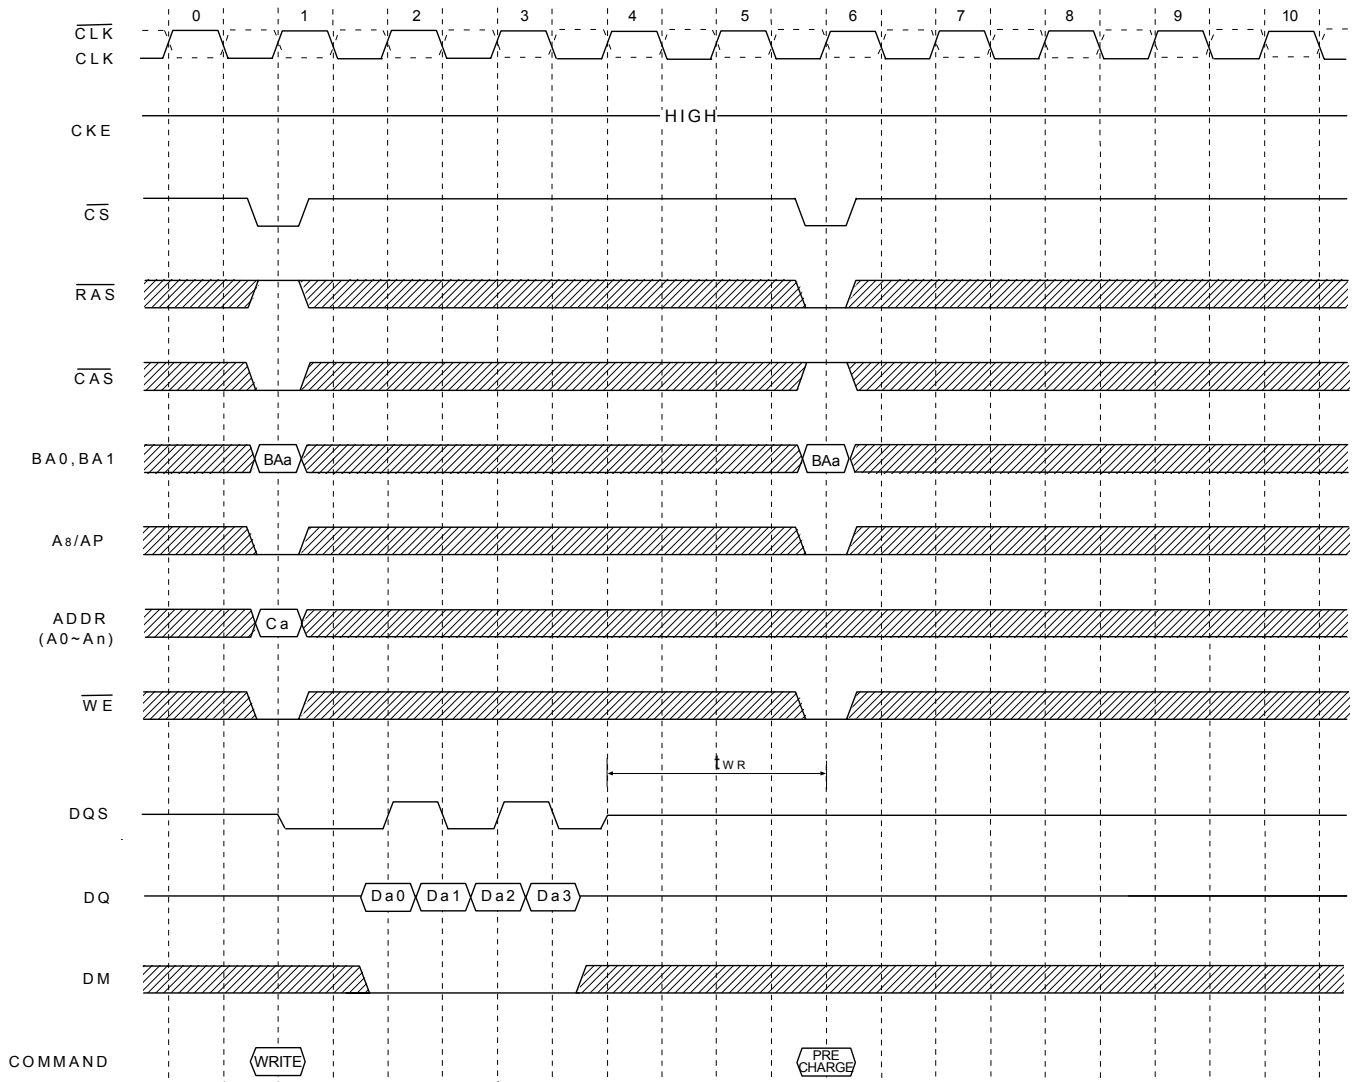 0 1 2 3 4 5 6 7 8 9 10
CLK
CLK
HIGH
CKE
CS
RAS
CAS
BA0,BA1 BAa BAa
A8/AP
ADDR Ca
(A0~An)
WE
tWR
DQS
DQ Da0 Da1 Da2 Da3
DM
COMMAND WRITE PRE
CHARGE